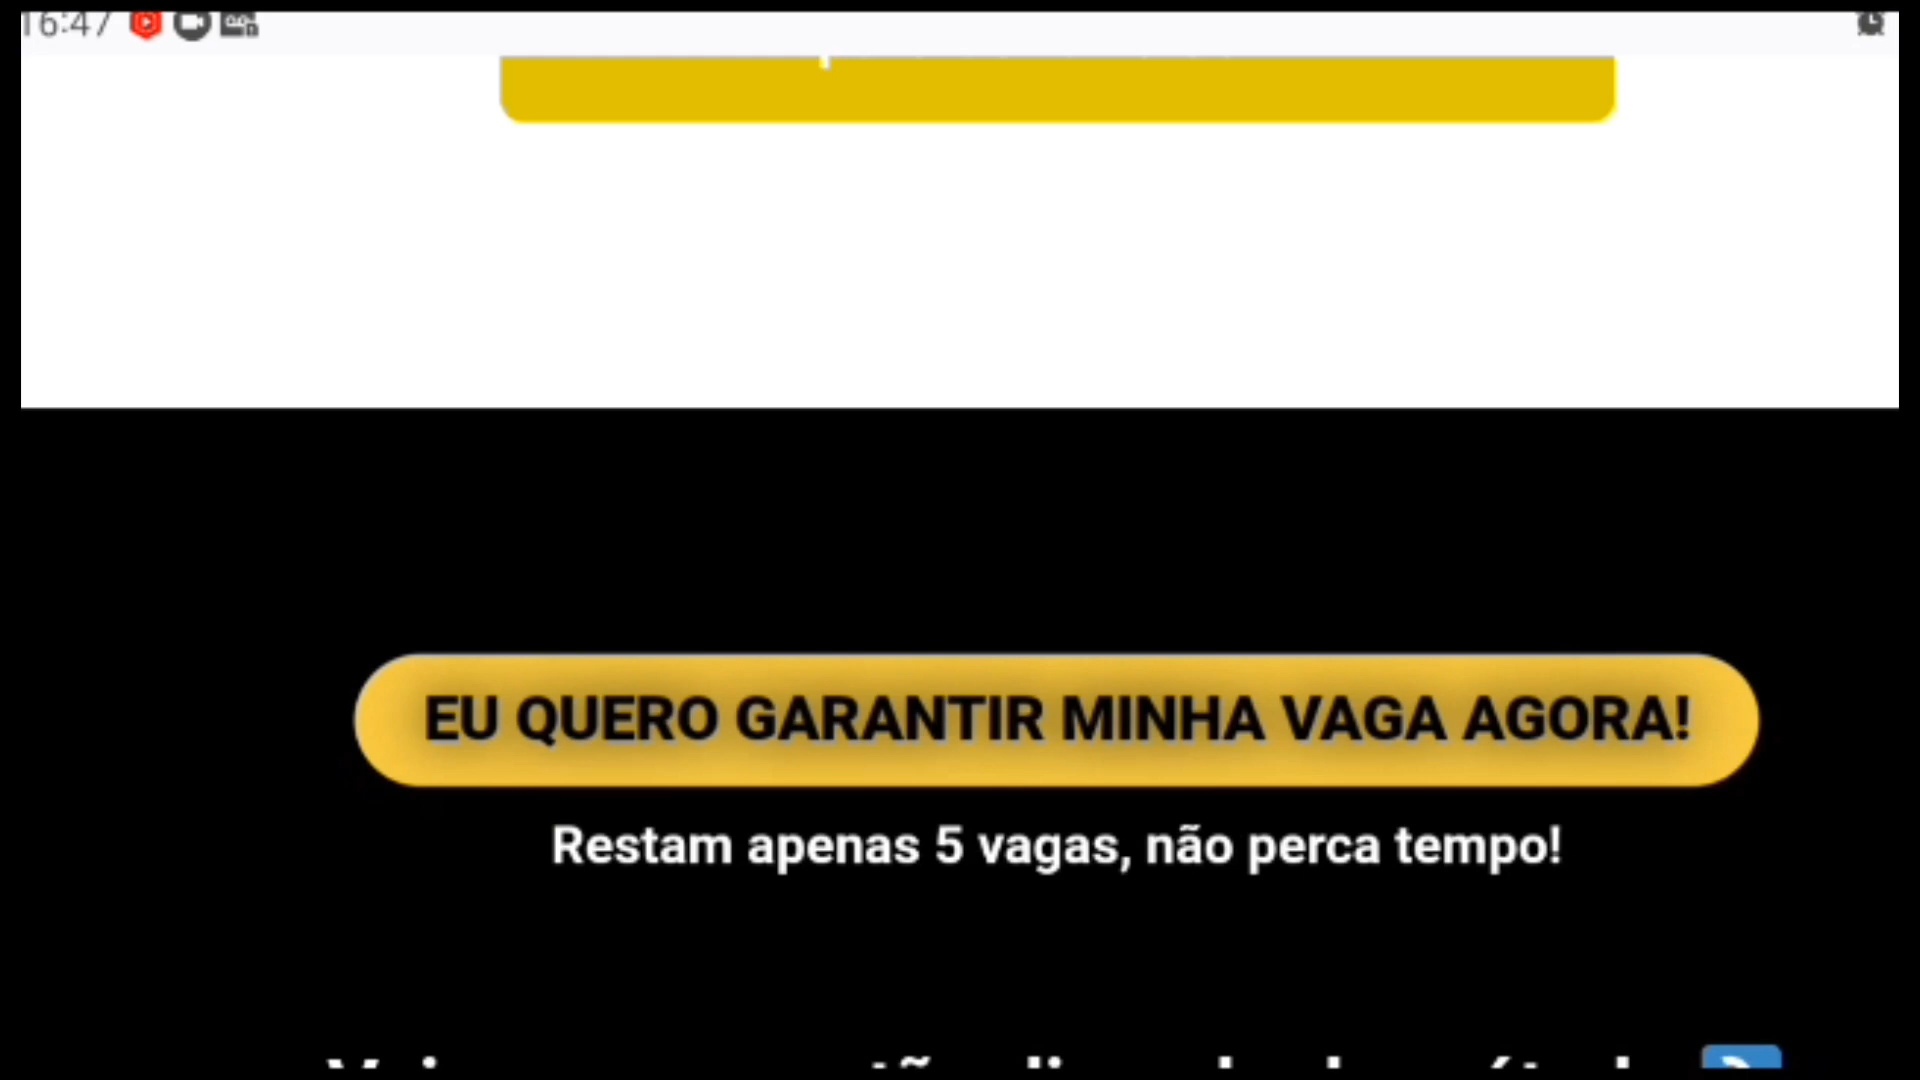 16:47
EU QUERO GARANTIR MINHA VAGA AGORA!
Restam apenas 5 vagas, não perca tempo!